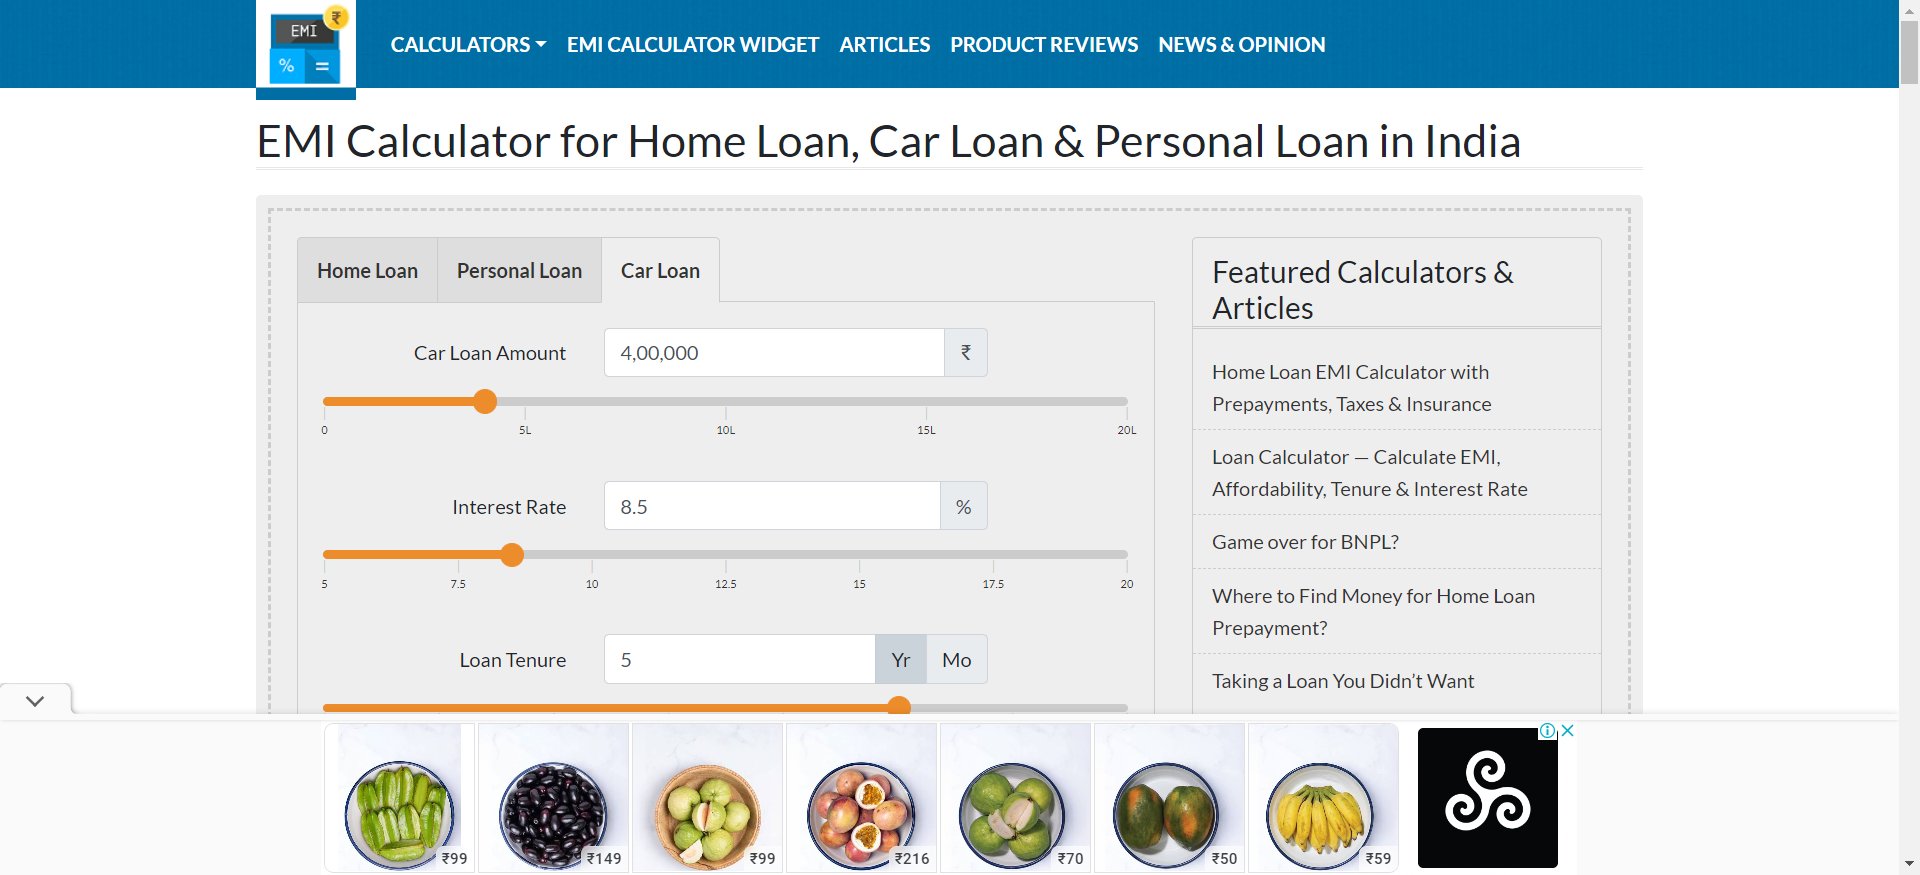 EMI
%
=
₹
CALCULATORS
EMI CALCULATOR WIDGET
ARTICLES
PRODUCT REVIEWS
NEWS & OPINION
EMI Calculator for Home Loan, Car Loan & Personal Loan in India
Home Loan
Personal Loan
Car Loan
Car Loan Amount
4,00,000
₹
0
5L
10L
15L
20L
Interest Rate
8.5
%
5
7.5
10
12.5
15
17.5
20
Loan Tenure
5
Yr
Mo
Featured Calculators &
Articles
Home Loan EMI Calculator with
Prepayments, Taxes & Insurance
Loan Calculator — Calculate EMI,
Affordability, Tenure & Interest Rate
Game over for BNPL?
Where to Find Money for Home Loan
Prepayment?
Taking a Loan You Didn’t Want
₹99
₹149
₹99
₹216
₹70
₹50
₹59